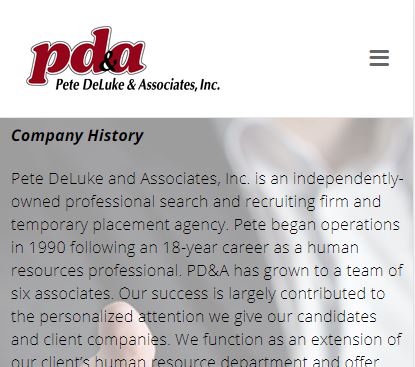 pd&a
Pete DeLuke & Associates, Inc.
Company History
Pete DeLuke and Associates, Inc. is an independently-
owned professional search and recruiting firm and
temporary placement agency. Pete began operations
in 1990 following an 18-year career as a human
resources professional. PD&A has grown to a team of
six associates. Our success is largely contributed to
the personalized attention we give our candidates
and client companies. We function as an extension of
our client’s human resource department and offer